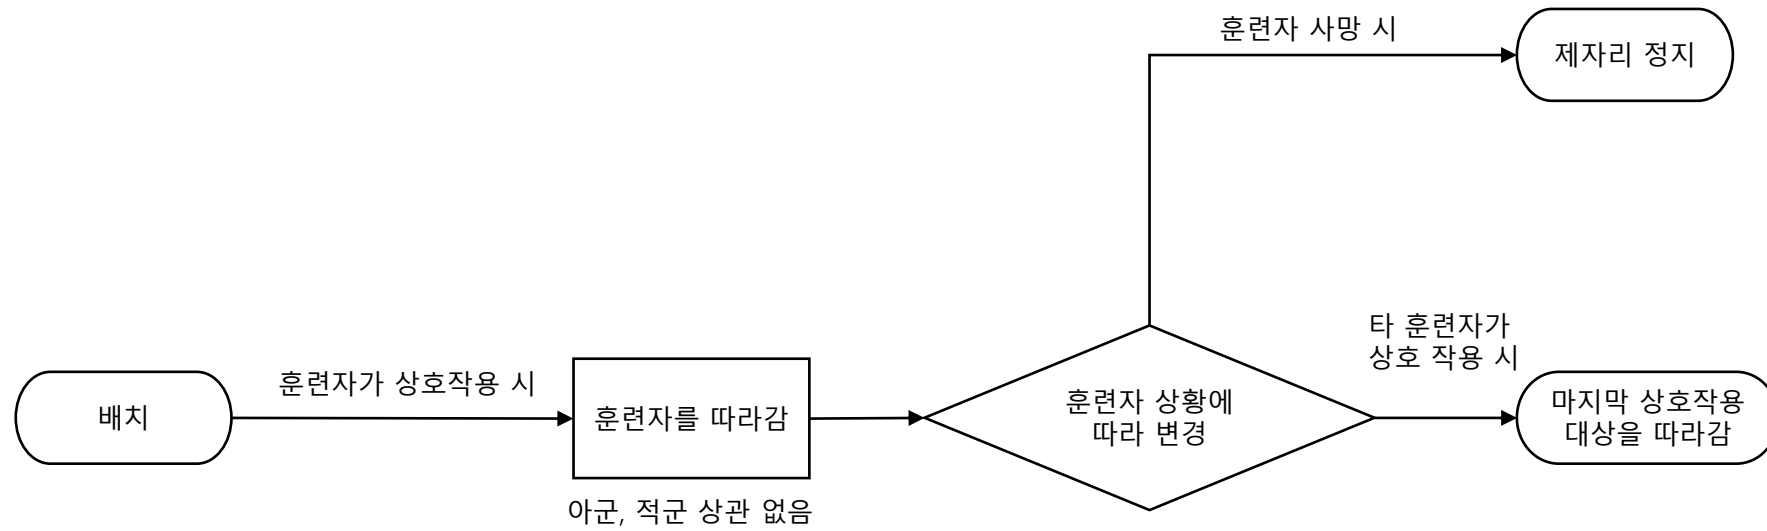 훈련자 사망 시
제자리 정지
타 훈련자가
상호 작용 시
훈련자가 상호작용 시
배치
훈련자를 따라감
훈련자 상황에
따라 변경
마지막 상호작용
대상을 따라감
아군, 적군 상관 없음